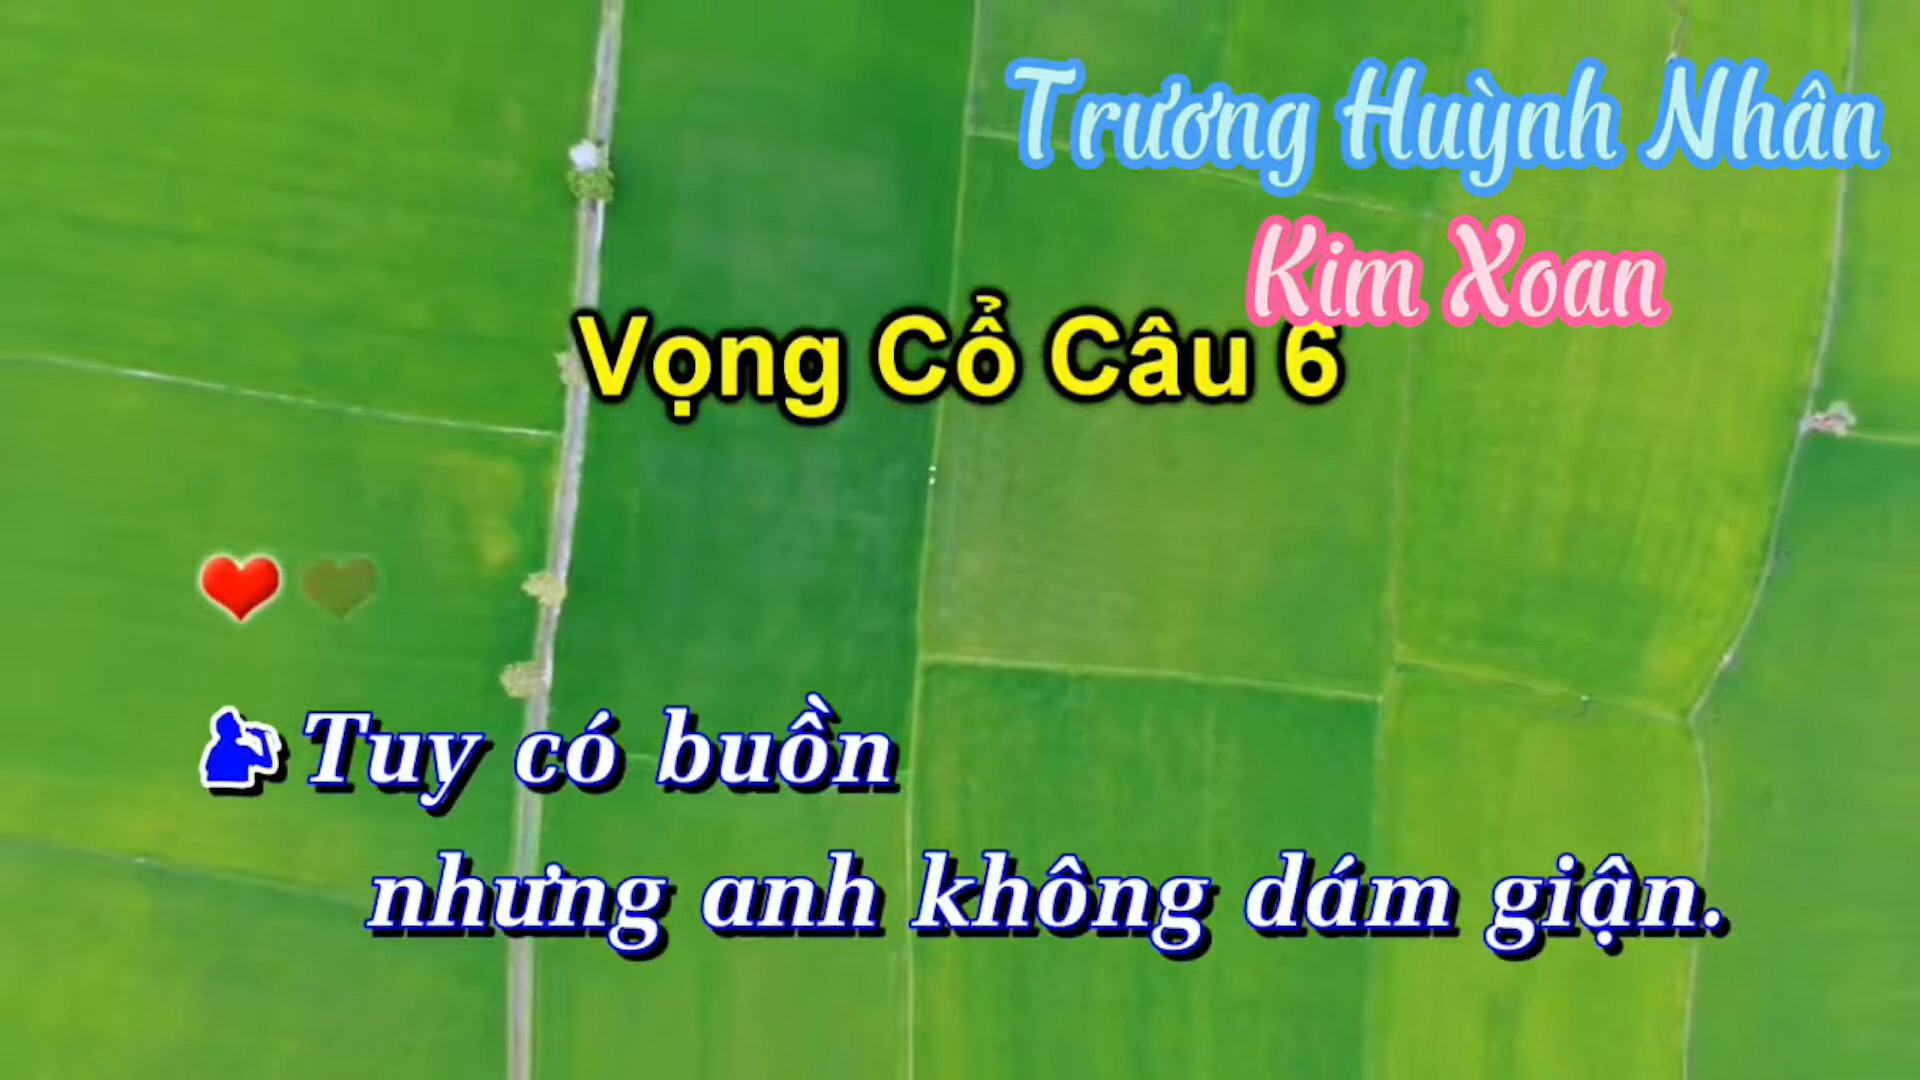 Trương Huỳnh Nhân
Kim Xoan
Vọng Cổ Câu 6
Tuy có buồn
nhưng anh không dám giận.